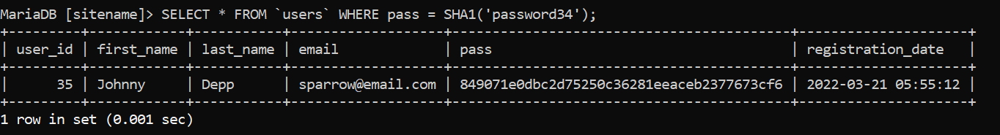 MariaDB [sitename]> SELECT * FROM `users` WHERE pass = SHA1('password34');
+---------+------------+-----------+-------------------+------------------------------------------+---------------------+
| user_id | first_name | last_name | email             | pass                                     | registration_date   |
+---------+------------+-----------+-------------------+------------------------------------------+---------------------+
|      35 | Johnny     | Depp      | sparrow@email.com | 849071e0dbc2d75250c36281eeaceb2377673cf6 | 2022-03-21 05:55:12 |
+---------+------------+-----------+-------------------+------------------------------------------+---------------------+
1 row in set (0.001 sec)